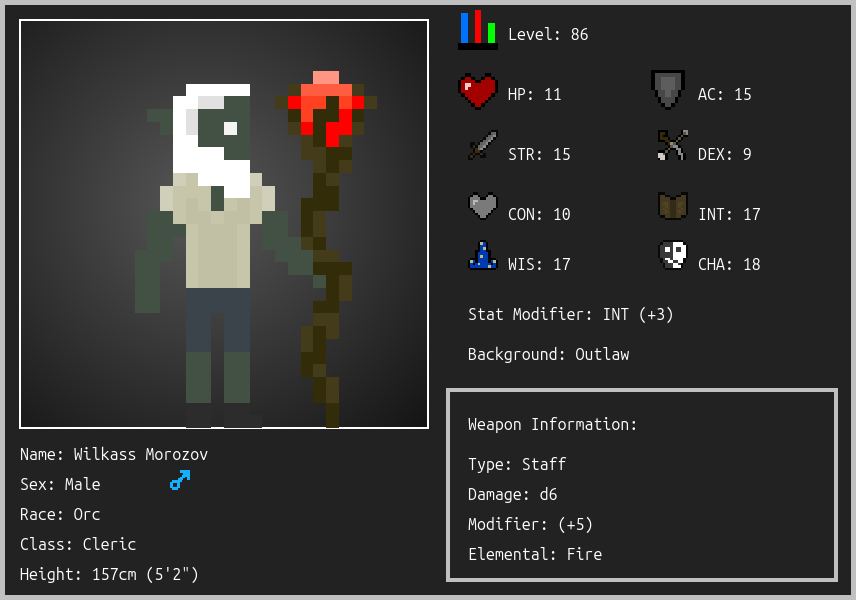 Level: 86
HP: 11
AC: 15
STR: 15
DEX: 9
CON: 10
INT: 17
WIS: 17
CHA: 18
Stat Modifier: INT (+3)
Background: Outlaw
Weapon Information:
Type: Staff
Damage: d6
Modifier: (+5)
Elemental: Fire
Name: Wilkass Morozov
Sex: Male
Race: Orc
Class: Cleric
Height: 157cm (5'2")